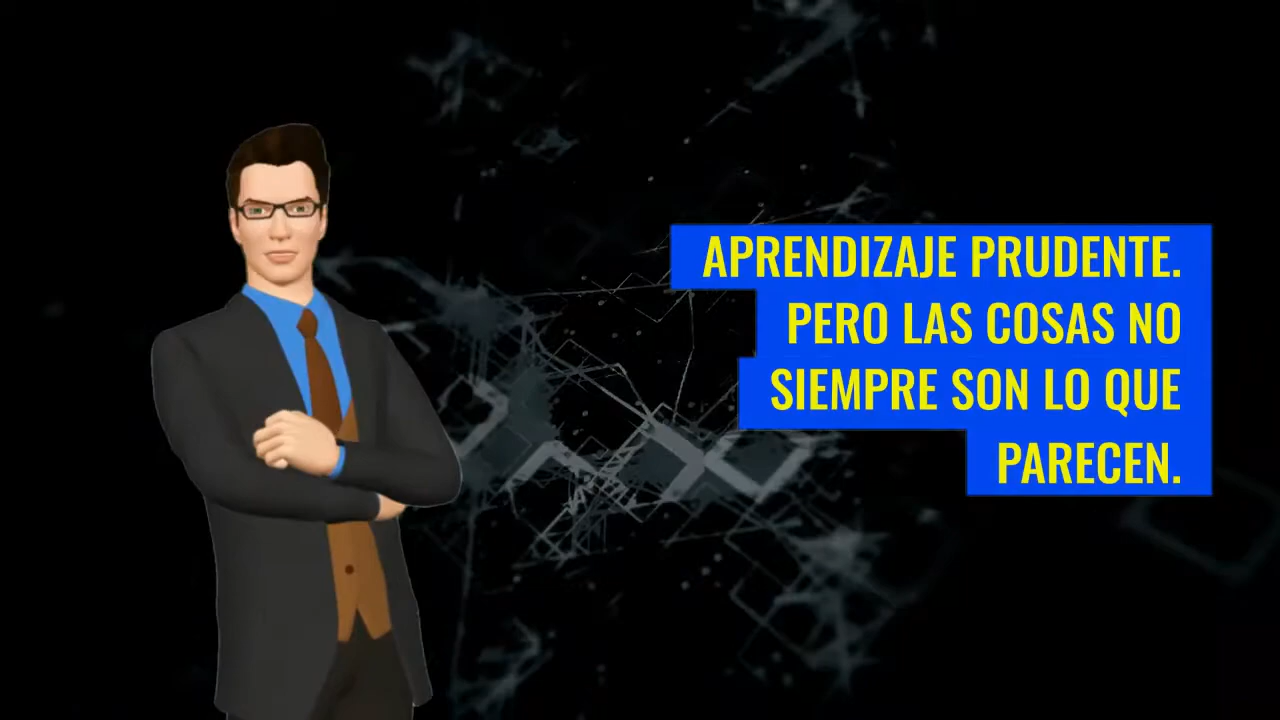 APRENDIZAJE PRUDENTE.
PERO LAS COSAS NO
SIEMPRE SON LO QUE
PARECEN.